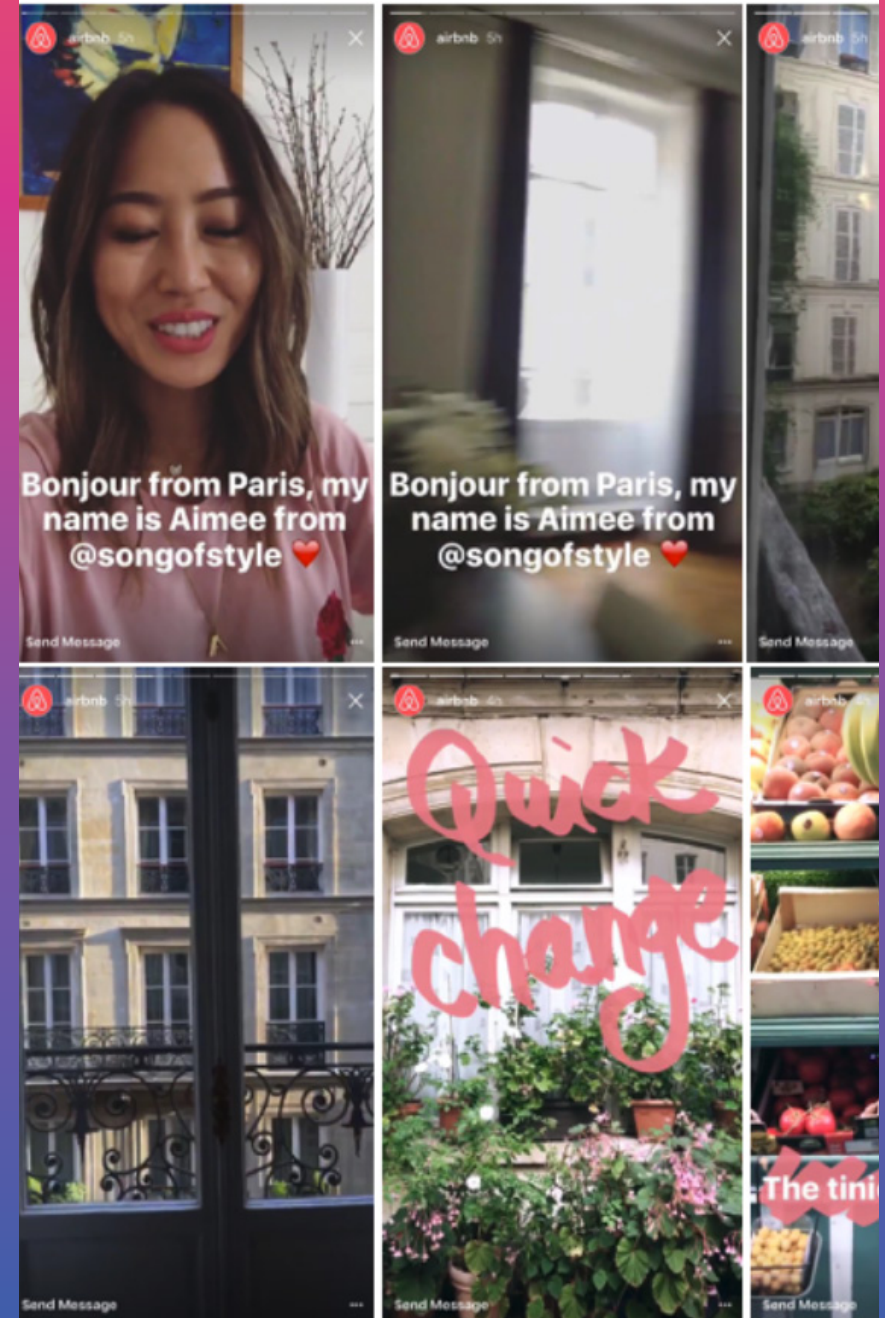 airbnb 5h
Bonjour from Paris, my
name is Aimee from
@songofstyle ❤️
Send Message
airbnb 5h
Bonjour from Paris, my
name is Aimee from
@songofstyle ❤️
Send Message
airbnb 5h
Send Message
airbnb 5h
Send Message
airbnb 4h
Quick
change
Send Message
airbnb
The tini
Send Message